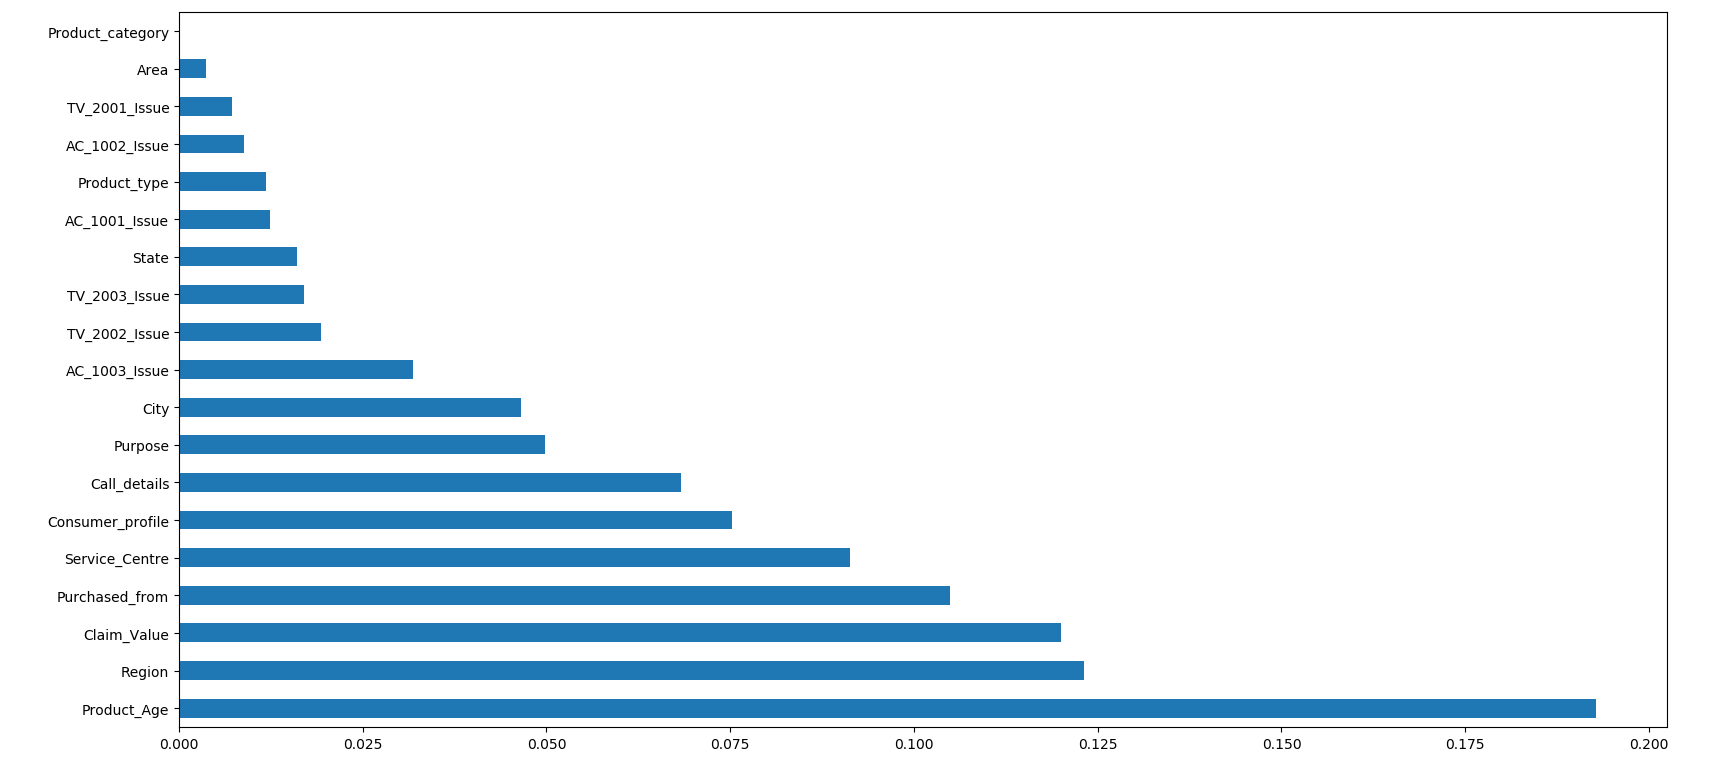 Product_category
Area
TV_2001_Issue
AC_1002_Issue
Product_type
AC_1001_Issue
State
TV_2003_Issue
TV_2002_Issue
AC_1003_Issue
City
Purpose
Call_details
Consumer_profile
Service_Centre
Purchased_from
Claim_Value
Region
Product_Age
0.000 0.025 0.050 0.075 0.100 0.125 0.150 0.175 0.200